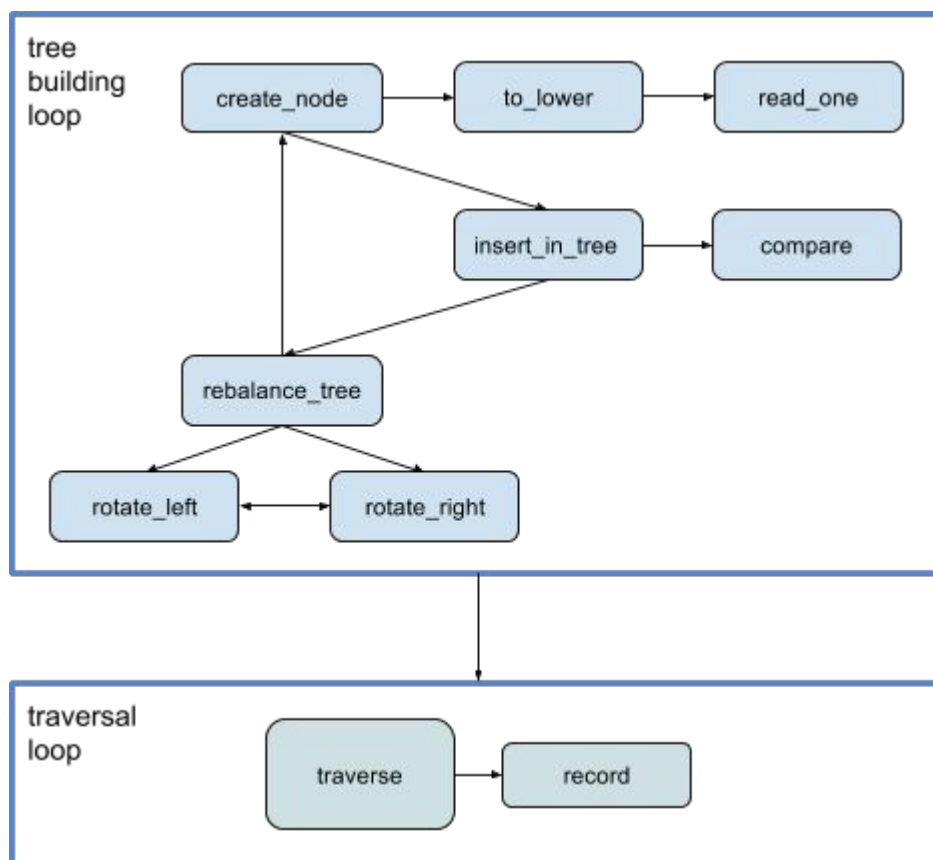 tree
building
loop
create_node
to_lower
read_one
insert_in_tree
compare
rebalance_tree
rotate_left
rotate_right
traversal
loop
traverse
record